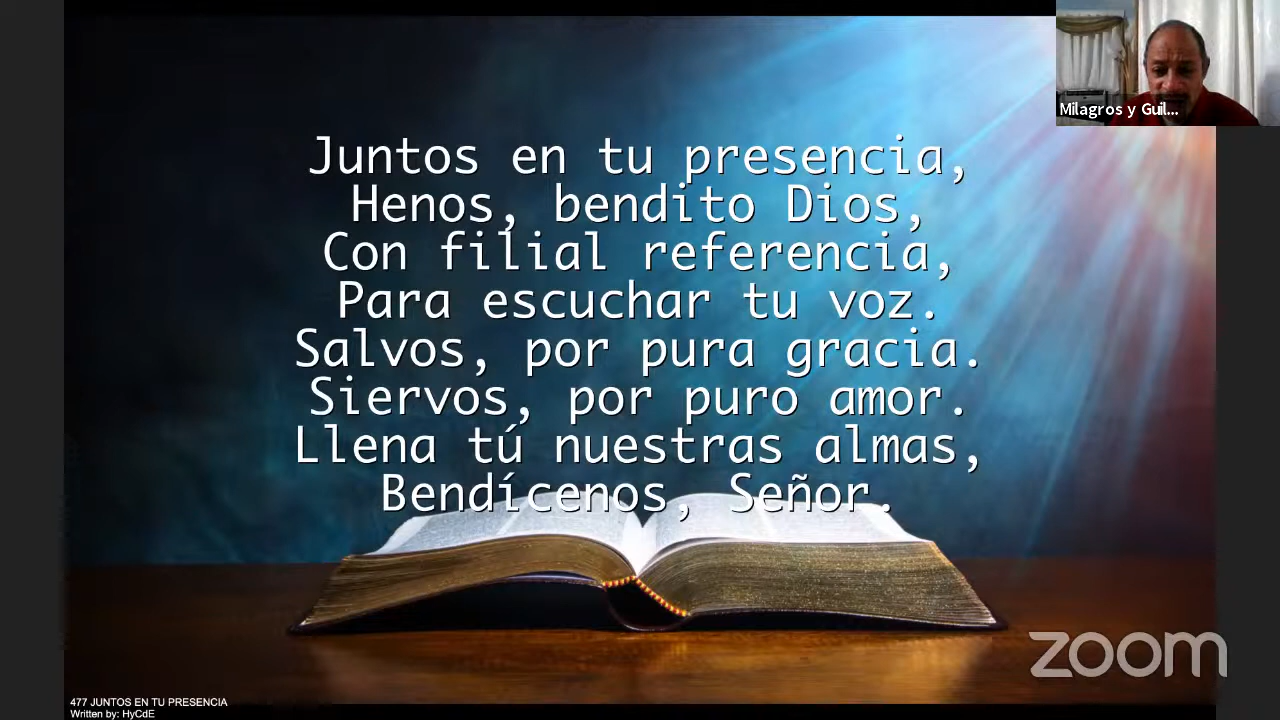 Milagros y Guil...
Juntos en tu presencia,
Henos, bendito Dios,
Con filial referencia,
Para escuchar tu voz.
Salvos, por pura gracia.
Siervos, por puro amor.
Llena tú nuestras almas,
Bendícenos, Señor.
zoom
477 JUNTOS EN TU PRESENCIA
Written by: HyCdE